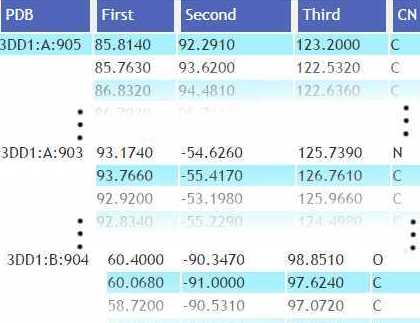 PDB First Second Third CN
3DD1:A:905 85.8140 92.2910 123.2000 C
85.7630 93.6200 122.5320 C
86.8320 94.4810 122.6360 C
3DD1:A:903 93.1740 -54.6260 125.7390 N
93.7660 -55.4170 126.7610 C
92.9200 -53.1980 125.9660 C
92.8340 -55.2290 124.4980 C
3DD1:B:904 60.4000 -90.3470 98.8510 O
60.0680 -91.0000 97.6240 C
58.7200 -90.5310 97.0720 C